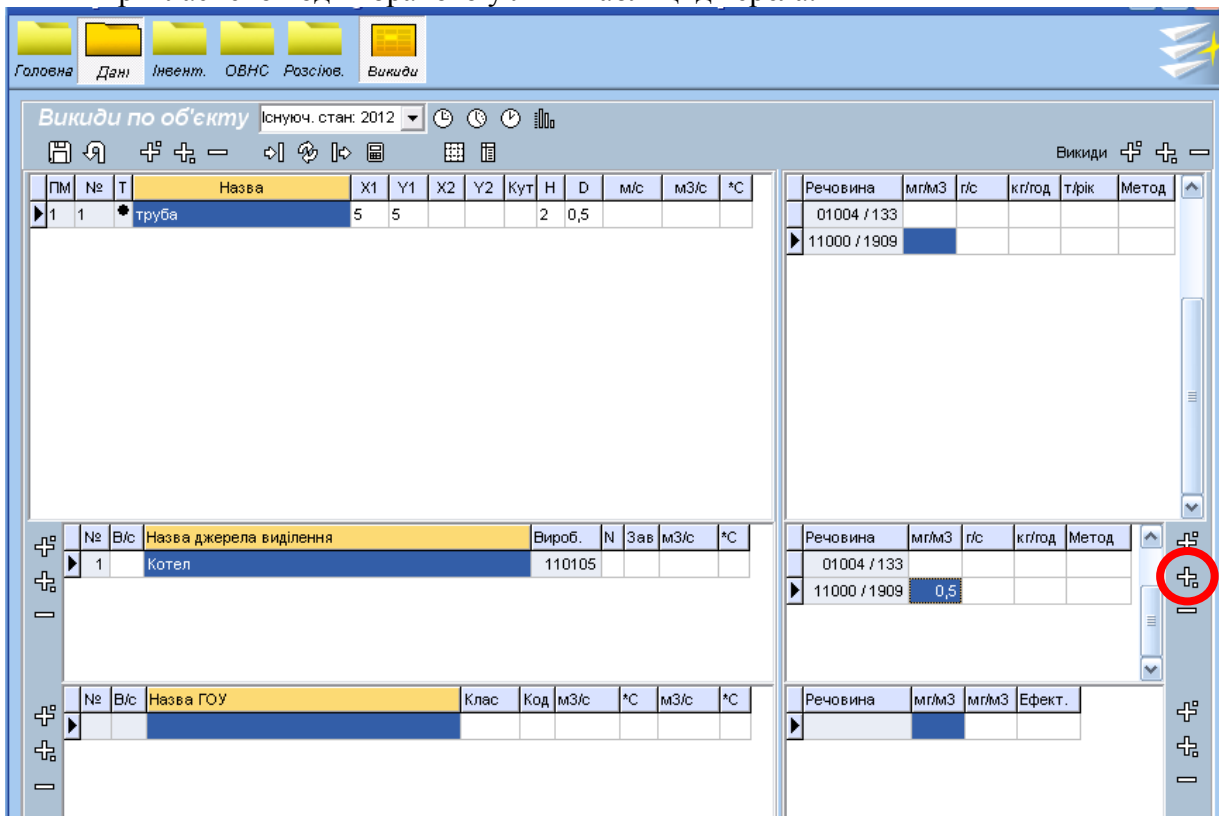 Головна Дані Інвент. ОВНС Розсіюв. Викиди
Викиди по об'єкту Існуюч. стан: 2012
Викиди
ПМ № Т Назва X1 Y1 X2 Y2 Кут H D м/с м3/с *C
1 1 труба 5 5 2 0,5
Речовина мг/м3 г/с кг/год т/рік Метод
01004 / 133
11000 / 1909
№ В/с Назва джерела виділення Вироб. N Зав м3/с *C
1 Котел 110105
Речовина мг/м3 г/с кг/год Метод
01004 / 133
11000 / 1909 0,5
№ В/с Назва ГОУ Клас Код м3/с *C м3/с *C
Речовина мг/м3 мг/м3 Ефект.